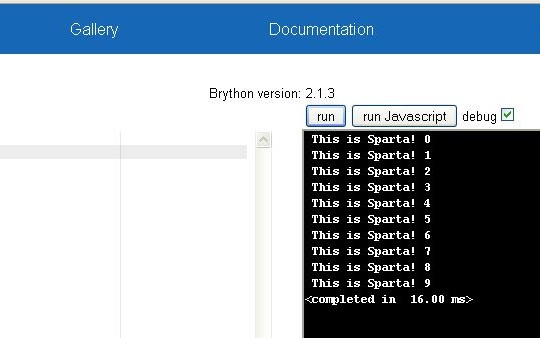 Gallery Documentation
Brython version: 2.1.3
run run Javascript debug
This is Sparta! 0
This is Sparta! 1
This is Sparta! 2
This is Sparta! 3
This is Sparta! 4
This is Sparta! 5
This is Sparta! 6
This is Sparta! 7
This is Sparta! 8
This is Sparta! 9
<completed in  16.00 ms>